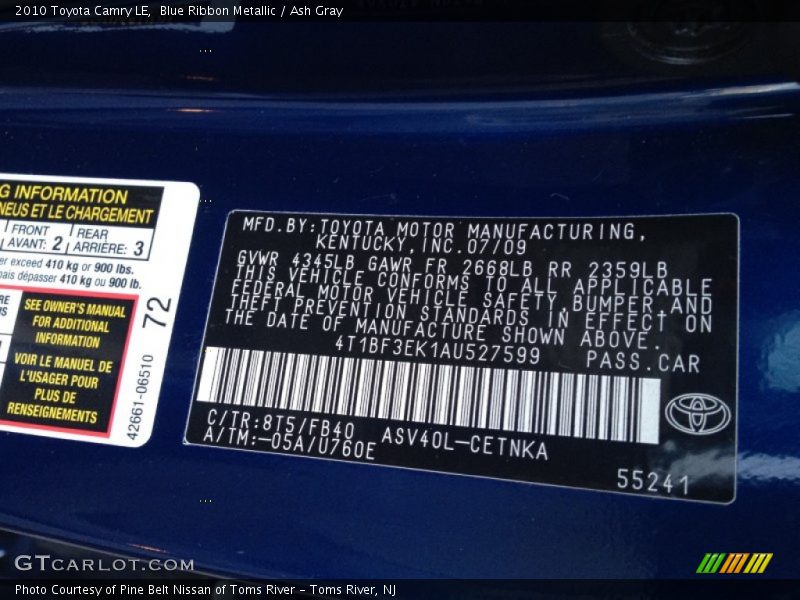 2010 Toyota Camry LE, Blue Ribbon Metallic / Ash Gray
G INFORMATION
NEUS ET LE CHARGEMENT
FRONT
AVANT: 2
REAR
ARRIÈRE: 3
er exceed 410 kg or 900 lbs.
ais dépasser 410 kg ou 900 lb.
SEE OWNER'S MANUAL
FOR ADDITIONAL
INFORMATION
VOIR LE MANUEL DE
L'USAGER POUR
PLUS DE
RENSEIGNEMENTS
72
42661-06510
MFD.BY:TOYOTA MOTOR MANUFACTURING,
KENTUCKY,INC.07/09
GVWR 4345LB GAWR FR 2668LB RR 2359LB
THIS VEHICLE CONFORMS TO ALL APPLICABLE
FEDERAL MOTOR VEHICLE SAFETY,BUMPER,AND
THEFT PREVENTION STANDARDS IN EFFECT ON
THE DATE OF MANUFACTURE SHOWN ABOVE.
4T1BF3EK1AU527599 PASS.CAR
C/TR:8T5/FB40
A/TM:-05A/U760E
ASV40L-CETNKA
55241
GTCARLOT.COM
Photo Courtesy of Pine Belt Nissan of Toms River - Toms River, NJ